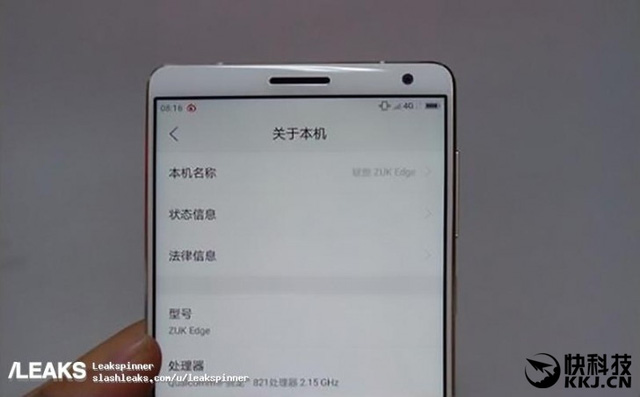 08:16 4G
关于本机
本机名称 ZUK Edge
状态信息
法律信息
型号
ZUK Edge
处理器
Qualcomm 821处理器 2.15 GHz
/LEAKS Leakspinner
slashleaks.com/u/leakspinner
快科技
KKJ.CN